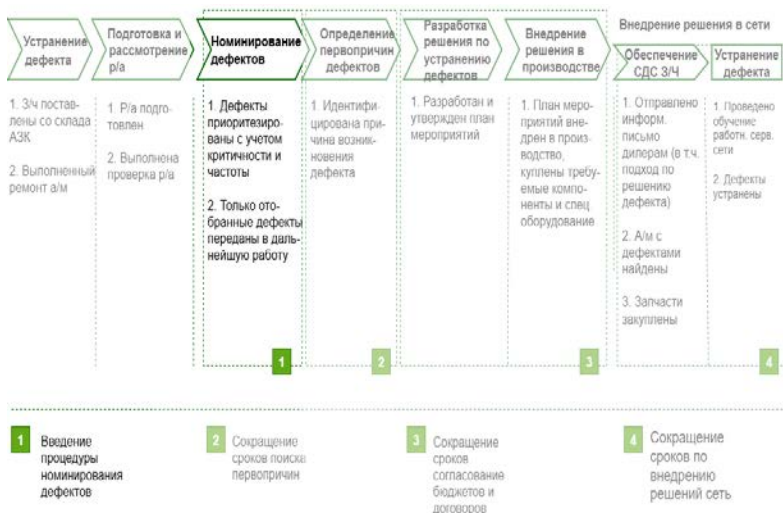 Устранение
дефекта
Подготовка и
рассмотрение
р/а
Номинирование
дефектов
Определение
первопричин
дефектов
Разработка
решения по
устранению
дефектов
Внедрение
решения в
производстве
Внедрение решения в сети
Обеспечение
СДС З/Ч
Устранение
дефекта
1. З/ч постав-
лены со склада
АЗК
2. Выполненный
ремонт а/м
1. Р/а подго-
товлен
2. Выполнена
проверка р/а
1. Дефекты
приоритезиро-
ваны с учетом
критичности и
частоты
2. Только ото-
бранные дефекты
переданы в даль-
нейшую работу
1. Идентифи-
цирована при-
чина возник-
новения
дефекта
1. Разработан и
утвержден план
мероприятий
1. План меро-
приятий вне-
дрен в произ-
водство,
куплены требу-
емые компо-
ненты и спец
оборудование
1. Отправлено
информ.
письмо
дилерам (в т.ч.
подход по
решению
дефекта)
2. А/м с
дефектами
найдены
3. Запчасти
закуплены
1. Проведено
обучение
работн. серв.
сети
2. Дефекты
устранены
1
2
3
4
1
Введение
процедуры
номинирования
дефектов
2
Сокращение
сроков поиска
первопричин
3
Сокращение
сроков
согласование
бюджетов и
договоров
4
Сокращение
сроков по
внедрению
решений сеть